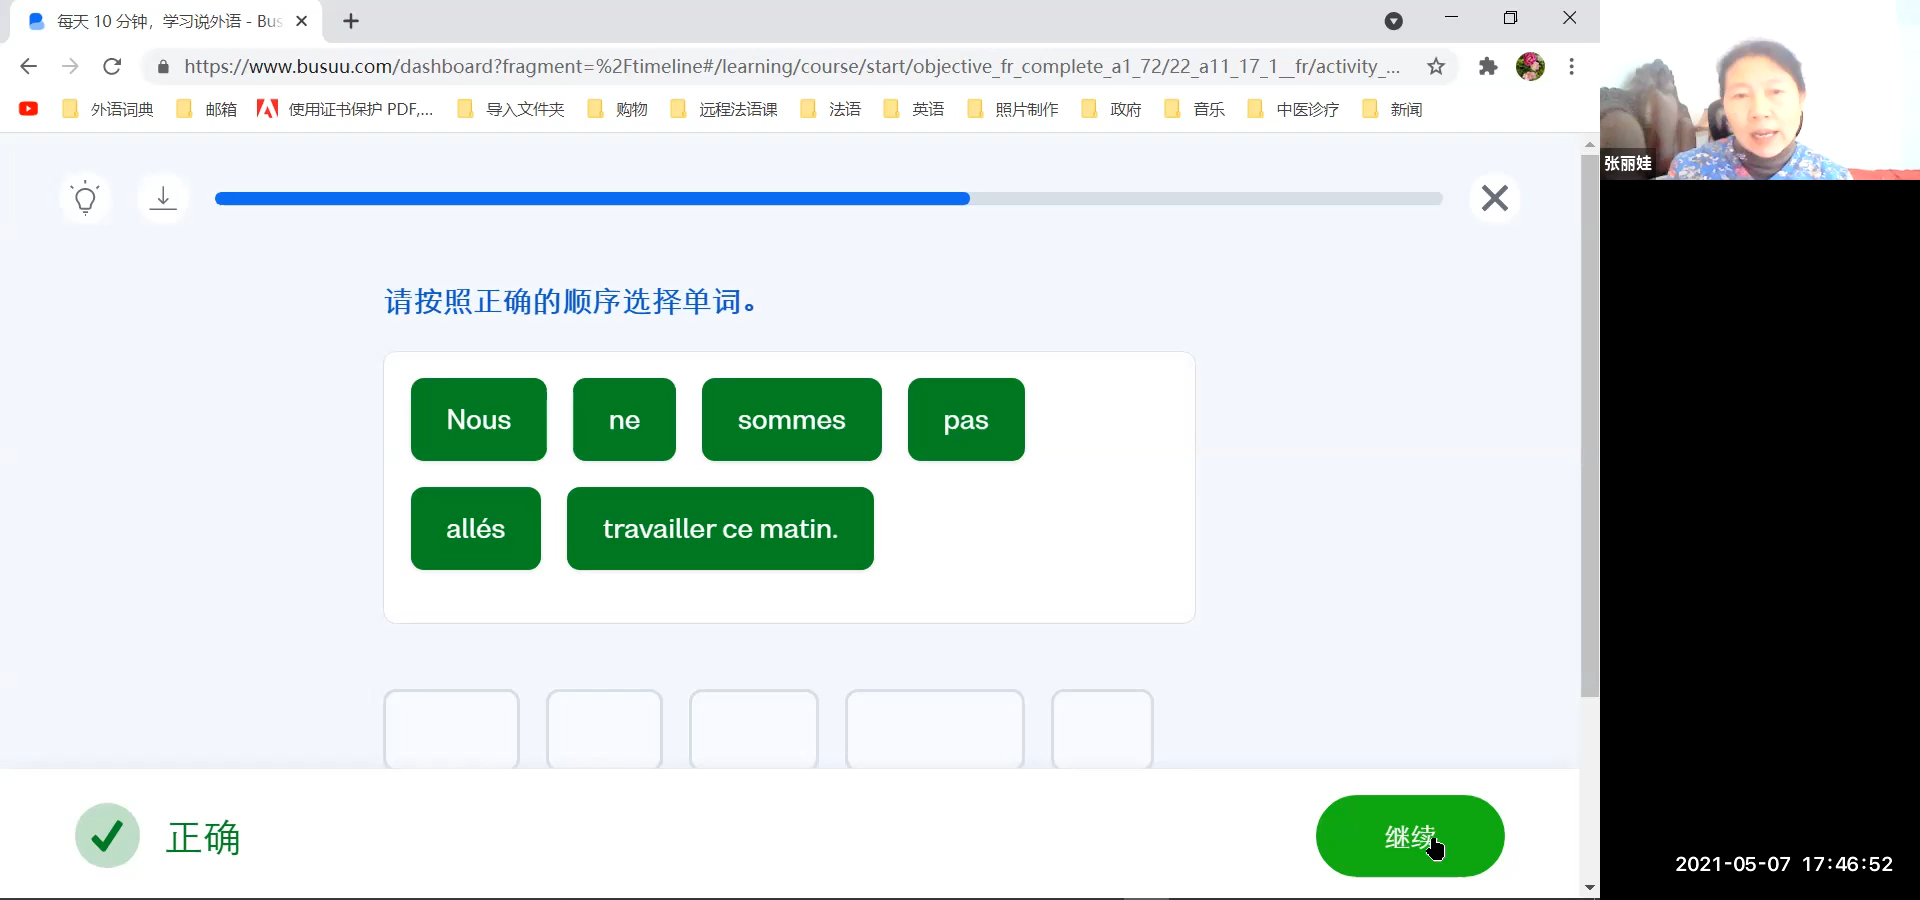 每天 10 分钟，学习说外语 - Bus
https://www.busuu.com/dashboard?fragment=%2Ftimeline#/learning/course/start/objective_fr_complete_a1_72/22_a11_17_1__fr/activity_...
外语词典 邮箱 使用证书保护 PDF,... 导入文件夹 购物 远程法语课 法语 英语 照片制作 政府 音乐 中医诊疗 新闻
张丽娃
请按照正确的顺序选择单词。
Nous ne sommes pas
allés travailler ce matin.
正确
继续
2021-05-07 17:46:52